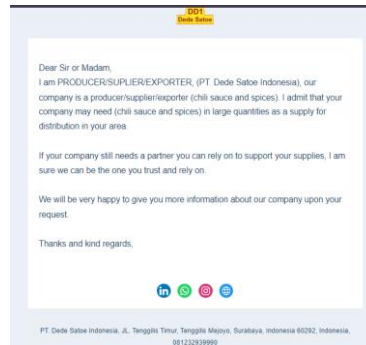 DD1
Dede Satoe
Dear Sir or Madam,
I am PRODUCER/SUPLIER/EXPORTER, (PT. Dede Satoe Indonesia), our
company is a producer/supplier/exporter (chili sauce and spices). I admit that your
company may need (chili sauce and spices) in large quantities as a supply for
distribution in your area.
If your company still needs a partner you can rely on to support your supplies, I am
sure we can be the one you trust and rely on.
We will be very happy to give you more information about our company upon your
request.
Thanks and kind regards,
in
PT. Dede Satoe Indonesia, JL. Tenggilis Timur, Tenggilis Mejoyo, Surabaya, Indonesia 60292, Indonesia,
081232939990